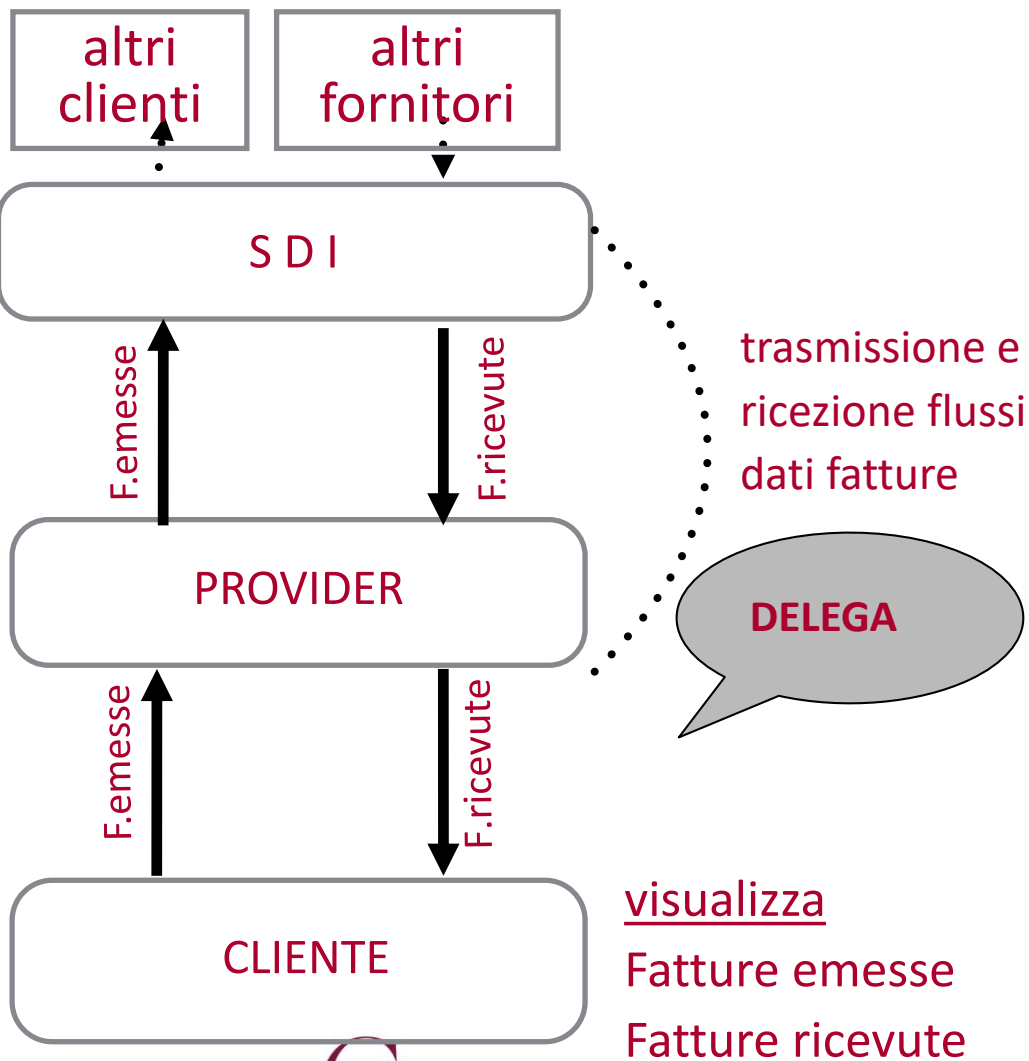 altri
clienti
altri
fornitori
S D I
F.emesse
F.ricevute
trasmissione e
ricezione flussi
dati fatture
PROVIDER
DELEGA
F.emesse
F.ricevute
CLIENTE
visualizza
Fatture emesse
Fatture ricevute